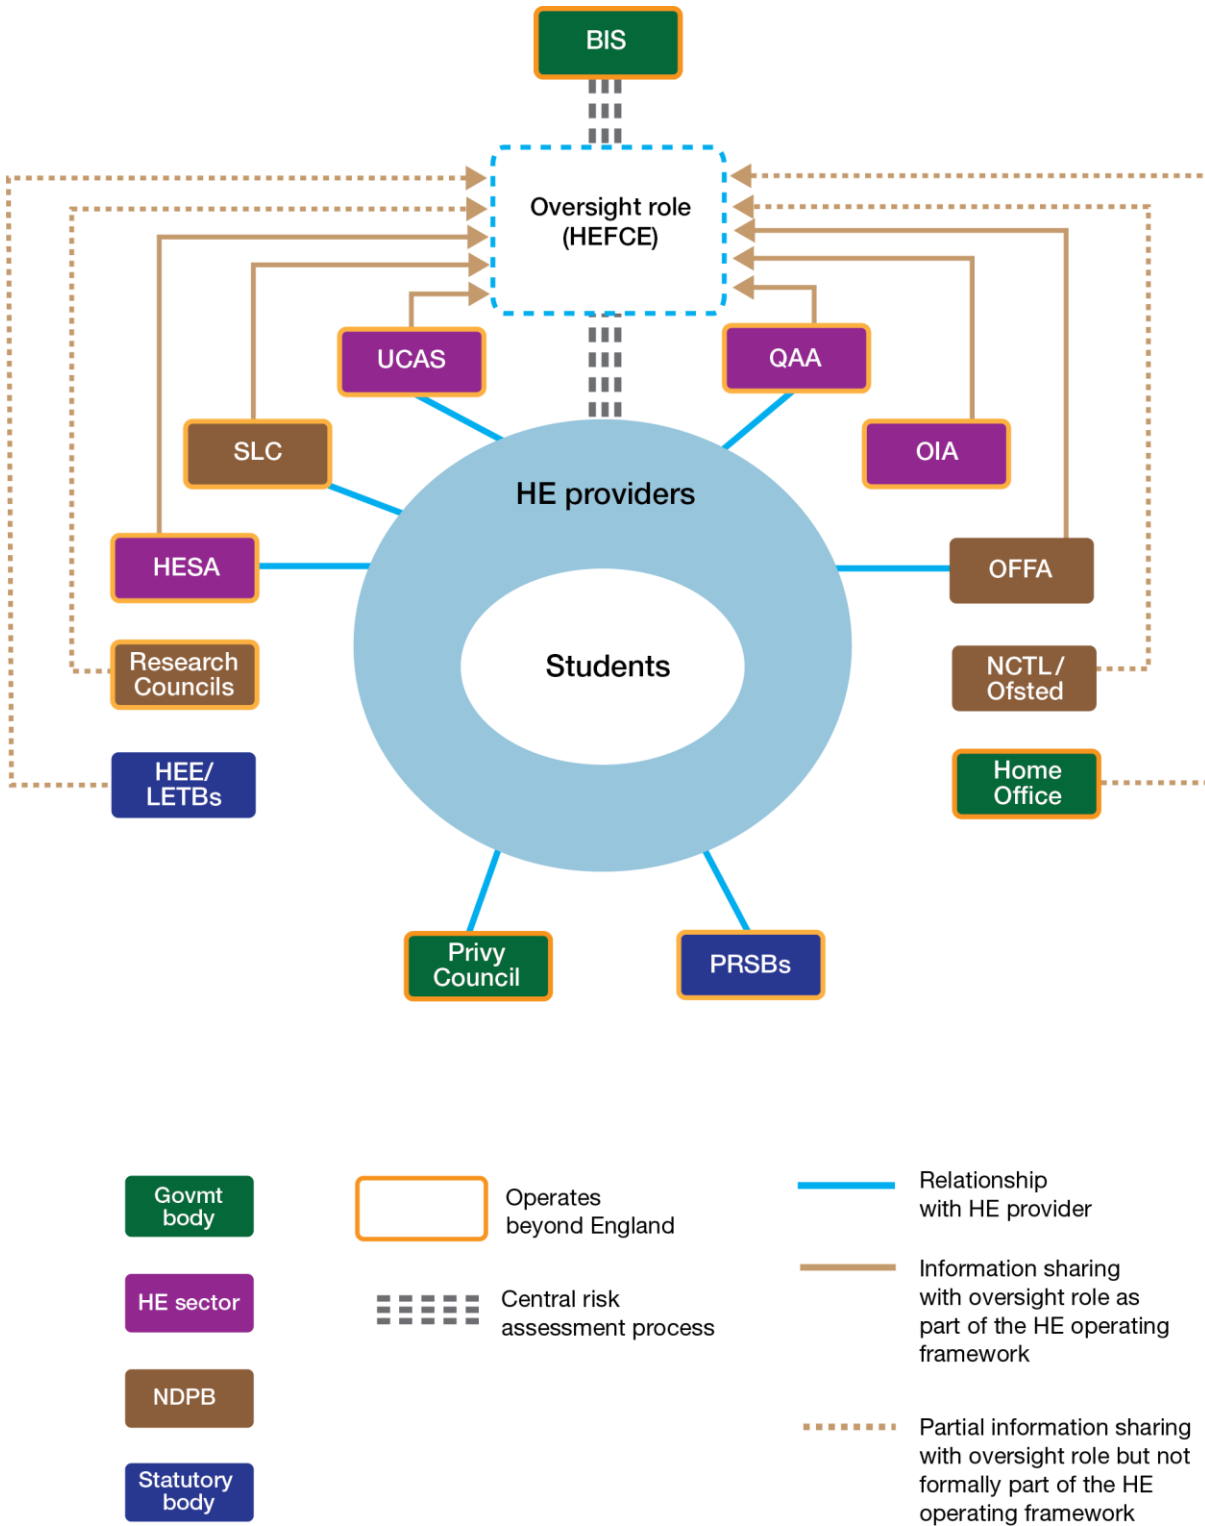 BIS
Oversight role
(HEFCE)
UCAS
QAA
SLC
OIA
HE providers
HESA
OFFA
Research
Councils
Students
NCTL/
Ofsted
HEE/
LETBs
Home
Office
Privy
Council
PRSBs
Govmt
body
Operates
beyond England
Relationship
with HE provider
HE sector
Central risk
assessment process
Information sharing
with oversight role as
part of the HE operating
framework
NDPB
Statutory
body
Partial information sharing
with oversight role but not
formally part of the HE
operating framework